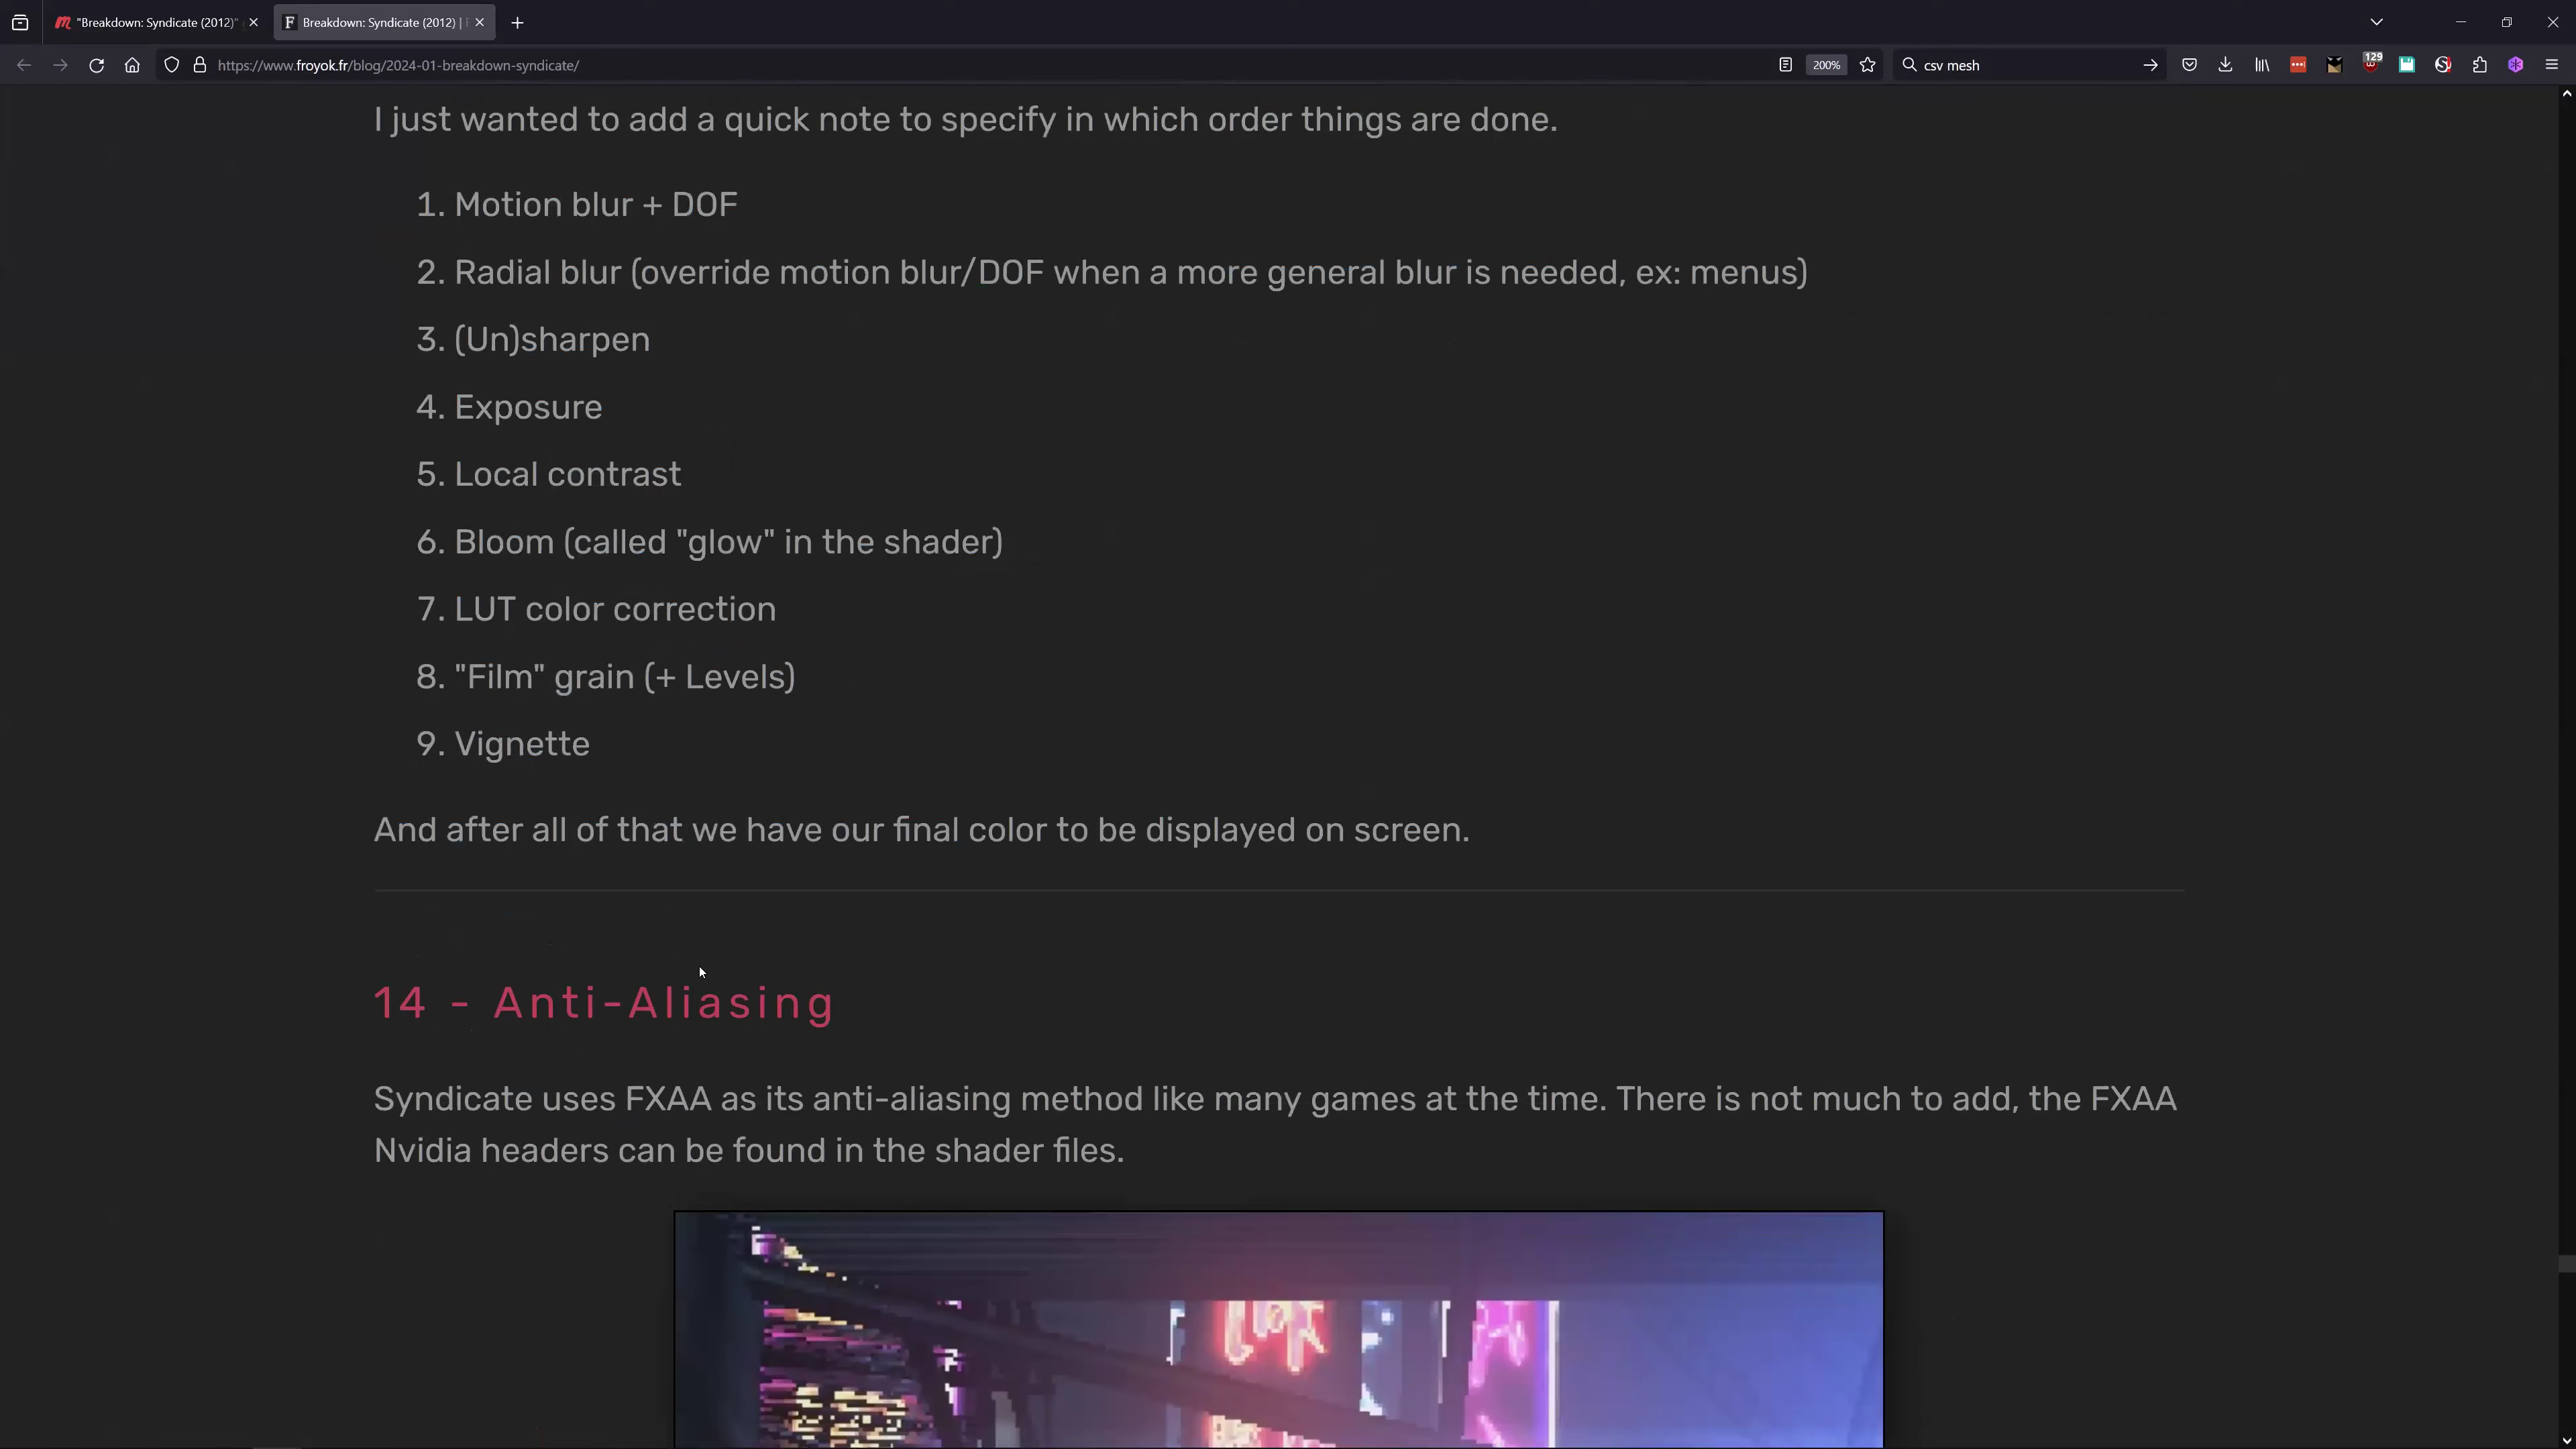 "Breakdown: Syndicate (2012)"
Breakdown: Syndicate (2012) |
https://www.froyok.fr/blog/2024-01-breakdown-syndicate/
200%
csv mesh
129
I just wanted to add a quick note to specify in which order things are done.
1. Motion blur + DOF
2. Radial blur (override motion blur/DOF when a more general blur is needed, ex: menus)
3. (Un)sharpen
4. Exposure
5. Local contrast
6. Bloom (called "glow" in the shader)
7. LUT color correction
8. "Film" grain (+ Levels)
9. Vignette
And after all of that we have our final color to be displayed on screen.
14 - Anti-Aliasing
Syndicate uses FXAA as its anti-aliasing method like many games at the time. There is not much to add, the FXAA
Nvidia headers can be found in the shader files.